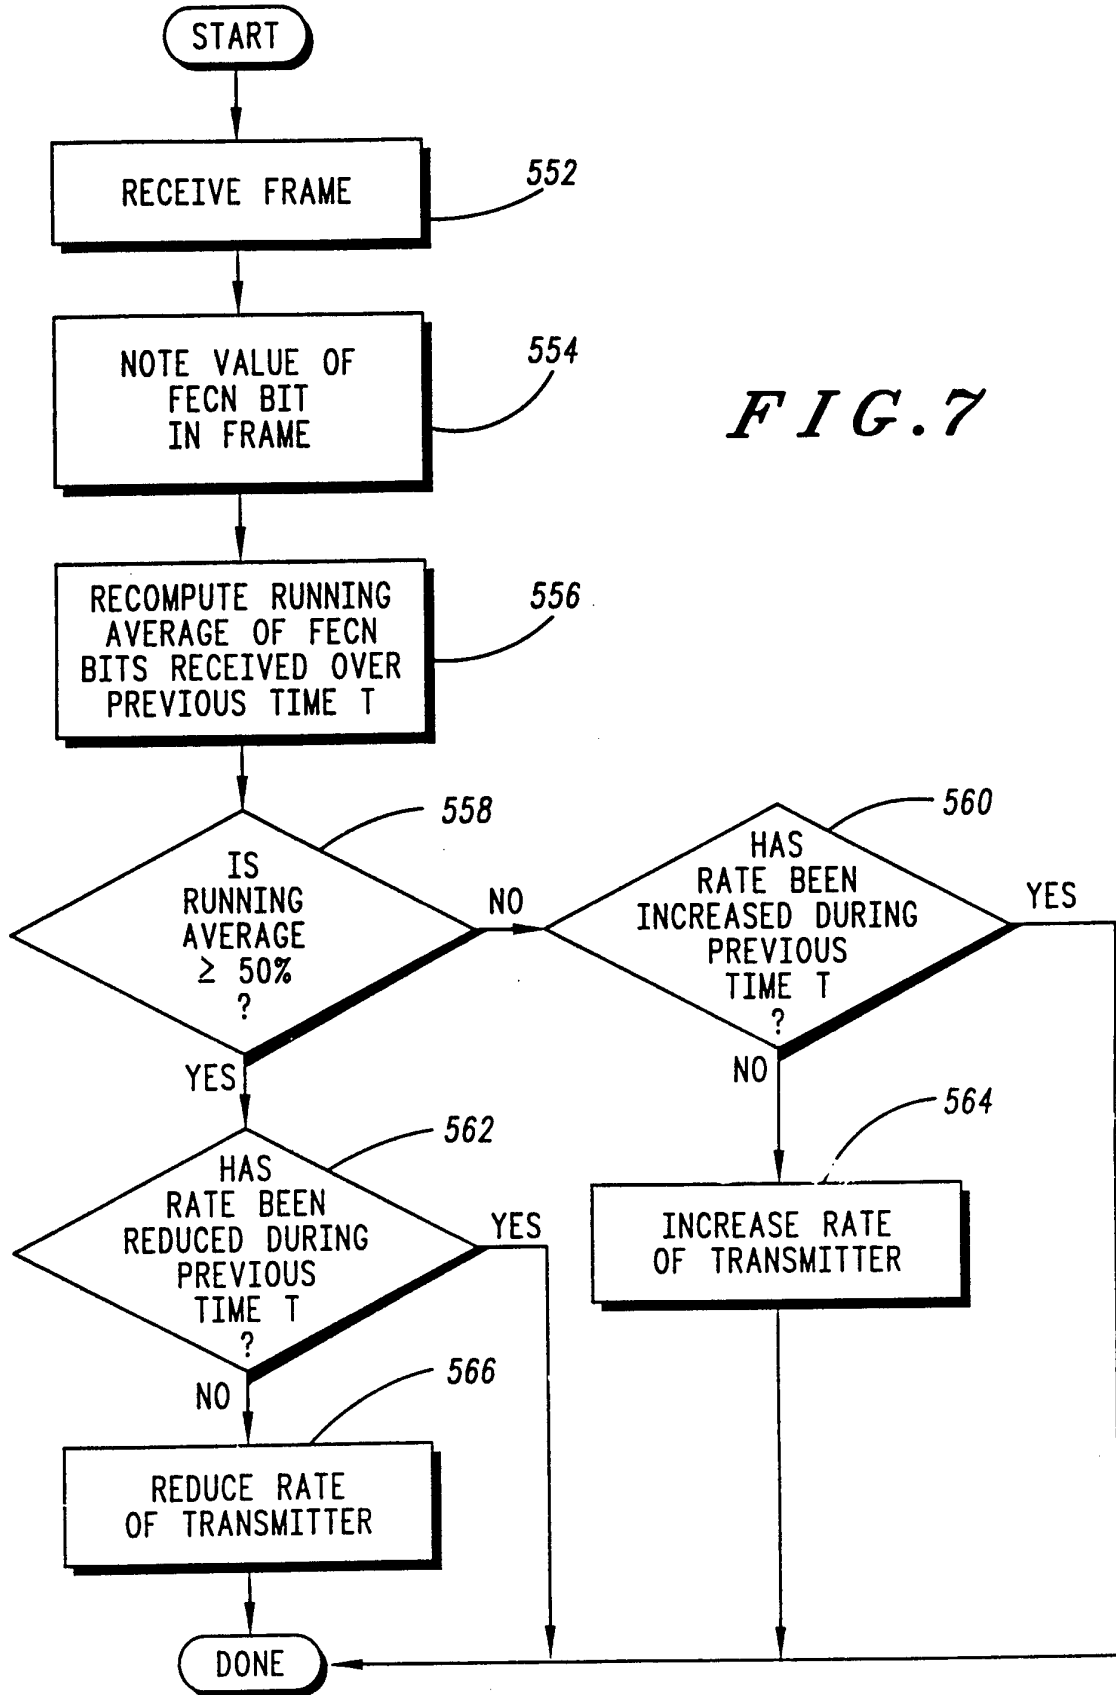 START
RECEIVE FRAME
552
NOTE VALUE OF
FECN BIT
IN FRAME
554
FIG.7
RECOMPUTE RUNNING
AVERAGE OF FECN
BITS RECEIVED OVER
PREVIOUS TIME T
556
IS
RUNNING
AVERAGE
≥ 50%
?
558
NO
YES
HAS
RATE BEEN
INCREASED DURING
PREVIOUS
TIME T
?
560
YES
NO
HAS
RATE BEEN
REDUCED DURING
PREVIOUS
TIME T
?
562
YES
NO
INCREASE RATE
OF TRANSMITTER
564
REDUCE RATE
OF TRANSMITTER
566
DONE